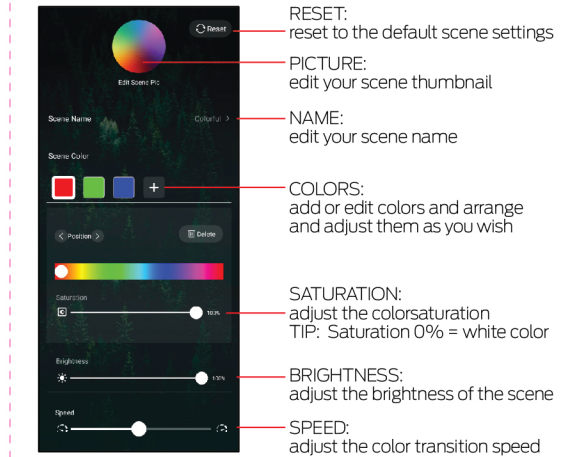 Reset
Edit Scene Pic
Scene Name
Colorful >
Scene Color
+
< Position >
Delete
Saturation
100%
Brightness
100%
Speed
RESET:
reset to the default scene settings
PICTURE:
edit your scene thumbnail
NAME:
edit your scene name
COLORS:
add or edit colors and arrange
and adjust them as you wish
SATURATION:
adjust the colorsaturation
TIP: Saturation 0% = white color
BRIGHTNESS:
adjust the brightness of the scene
SPEED:
adjust the color transition speed